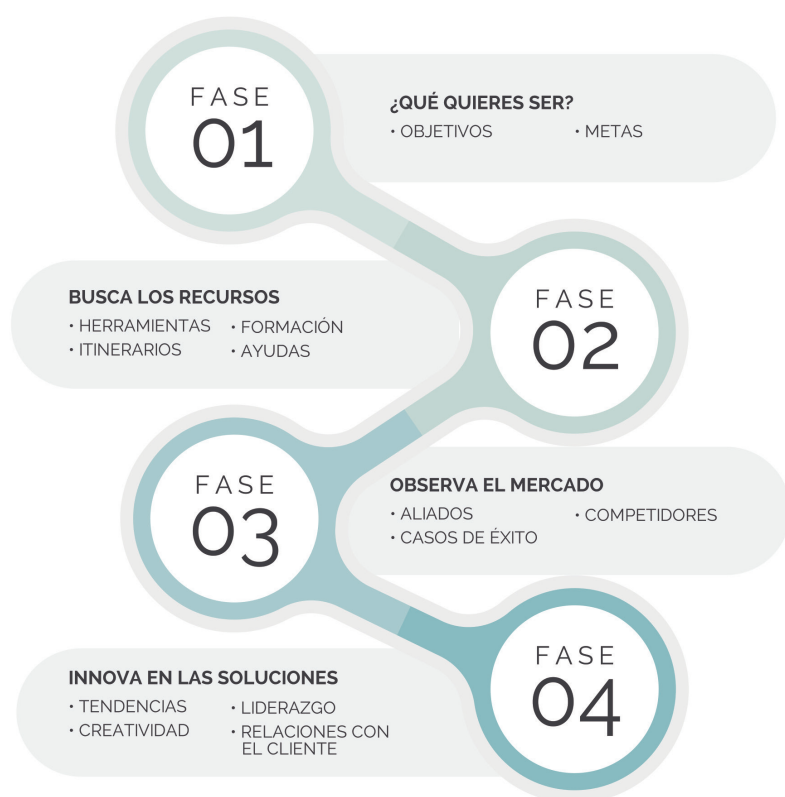 FASE
01
¿QUÉ QUIERES SER?
• OBJETIVOS
• METAS
BUSCA LOS RECURSOS
• HERRAMIENTAS
• ITINERARIOS
• FORMACIÓN
• AYUDAS
FASE
02
FASE
03
OBSERVA EL MERCADO
• ALIADOS
• CASOS DE ÉXITO
• COMPETIDORES
INNOVA EN LAS SOLUCIONES
• TENDENCIAS
• CREATIVIDAD
• LIDERAZGO
• RELACIONES CON
EL CLIENTE
FASE
04